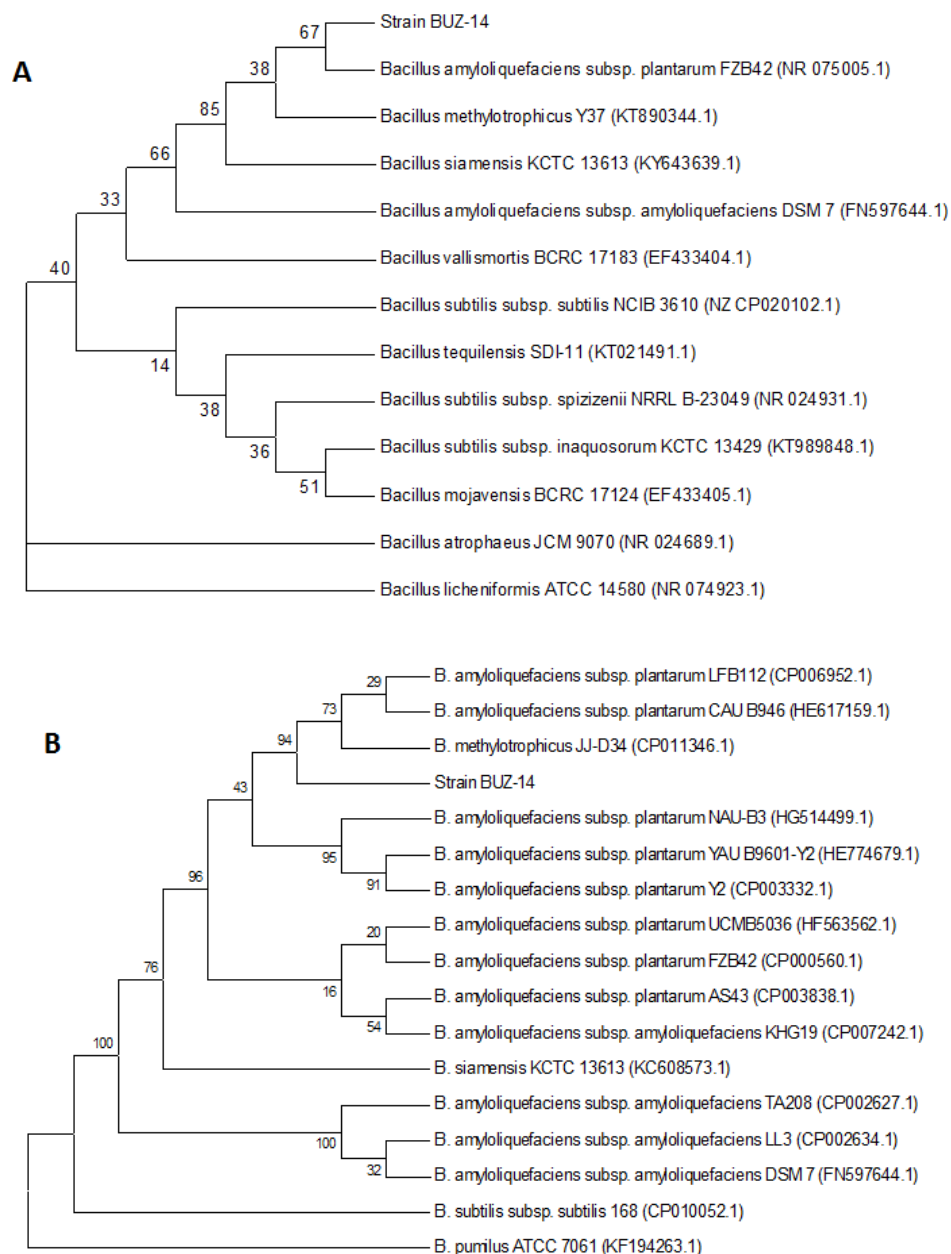 A
Strain BUZ-14
67
Bacillus amyloliquefaciens subsp. plantarum FZB42 (NR 075005.1)
38
Bacillus methylotrophicus Y37 (KT890344.1)
85
Bacillus siamensis KCTC 13613 (KY643639.1)
66
Bacillus amyloliquefaciens subsp. amyloliquefaciens DSM 7 (FN597644.1)
33
Bacillus vallismortis BCRC 17183 (EF433404.1)
40
Bacillus subtilis subsp. subtilis NCIB 3610 (NZ CP020102.1)
14
Bacillus tequilensis SDI-11 (KT021491.1)
38
Bacillus subtilis subsp. spizizenii NRRL B-23049 (NR 024931.1)
36
Bacillus subtilis subsp. inaquosorum KCTC 13429 (KT989848.1)
51
Bacillus mojavensis BCRC 17124 (EF433405.1)
Bacillus atrophaeus JCM 9070 (NR 024689.1)
Bacillus licheniformis ATCC 14580 (NR 074923.1)
B
B. amyloliquefaciens subsp. plantarum LFB112 (CP006952.1)
29
B. amyloliquefaciens subsp. plantarum CAU B946 (HE617159.1)
73
B. methylotrophicus JJ-D34 (CP011346.1)
94
Strain BUZ-14
43
B. amyloliquefaciens subsp. plantarum NAU-B3 (HG514499.1)
95
B. amyloliquefaciens subsp. plantarum YAU B9601-Y2 (HE774679.1)
91
B. amyloliquefaciens subsp. plantarum Y2 (CP003332.1)
96
B. amyloliquefaciens subsp. plantarum UCMB5036 (HF563562.1)
20
B. amyloliquefaciens subsp. plantarum FZB42 (CP000560.1)
16
B. amyloliquefaciens subsp. plantarum AS43 (CP003838.1)
54
B. amyloliquefaciens subsp. amyloliquefaciens KHG19 (CP007242.1)
76
B. siamensis KCTC 13613 (KC608573.1)
100
B. amyloliquefaciens subsp. amyloliquefaciens TA208 (CP002627.1)
100
B. amyloliquefaciens subsp. amyloliquefaciens LL3 (CP002634.1)
32
B. amyloliquefaciens subsp. amyloliquefaciens DSM 7 (FN597644.1)
B. subtilis subsp. subtilis 168 (CP010052.1)
B. pumilus ATCC 7061 (KF194263.1)